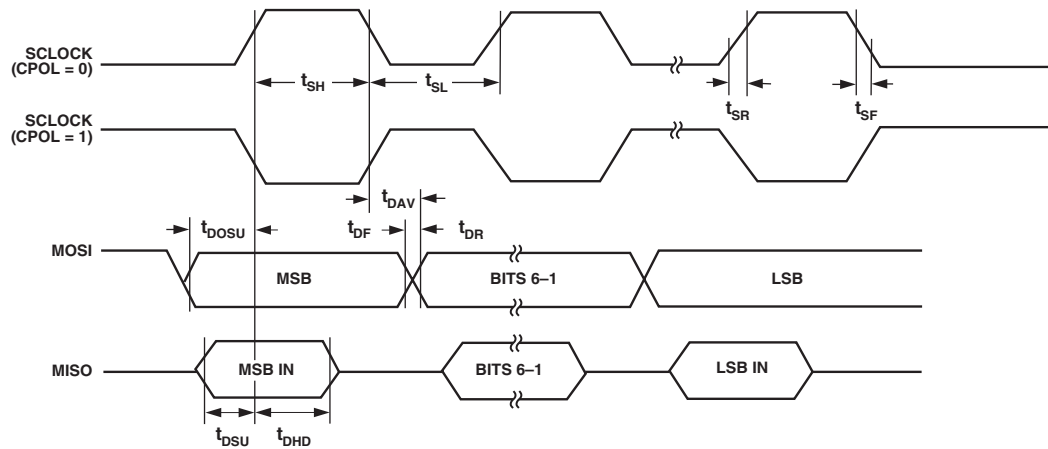 SCLOCK
(CPOL = 0)
tSH
tSL
tSR
tSF
SCLOCK
(CPOL = 1)
tDAV
tDOSU
tDF
tDR
MOSI
MSB
BITS 6–1
LSB
MISO
MSB IN
BITS 6–1
LSB IN
tDSU
tDHD